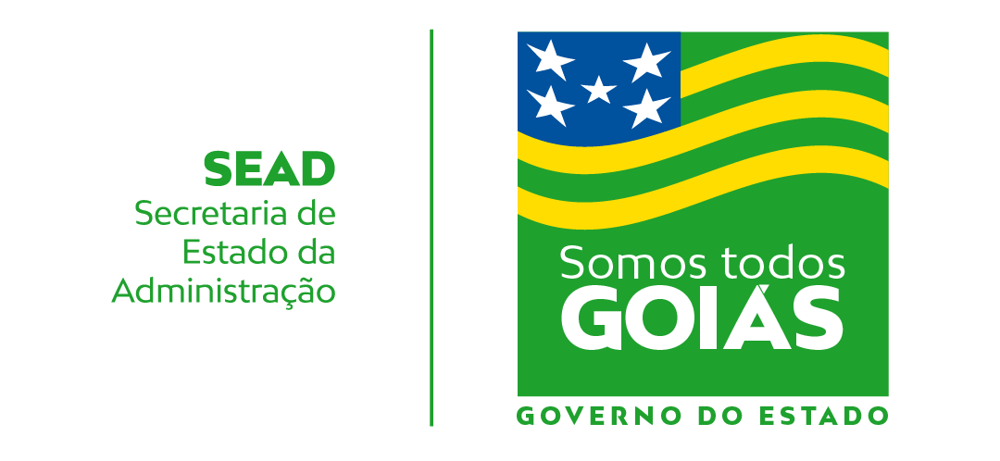 SEAD
Secretaria de
Estado da
Administração
Somos todos
GOIÁS
GOVERNO DO ESTADO